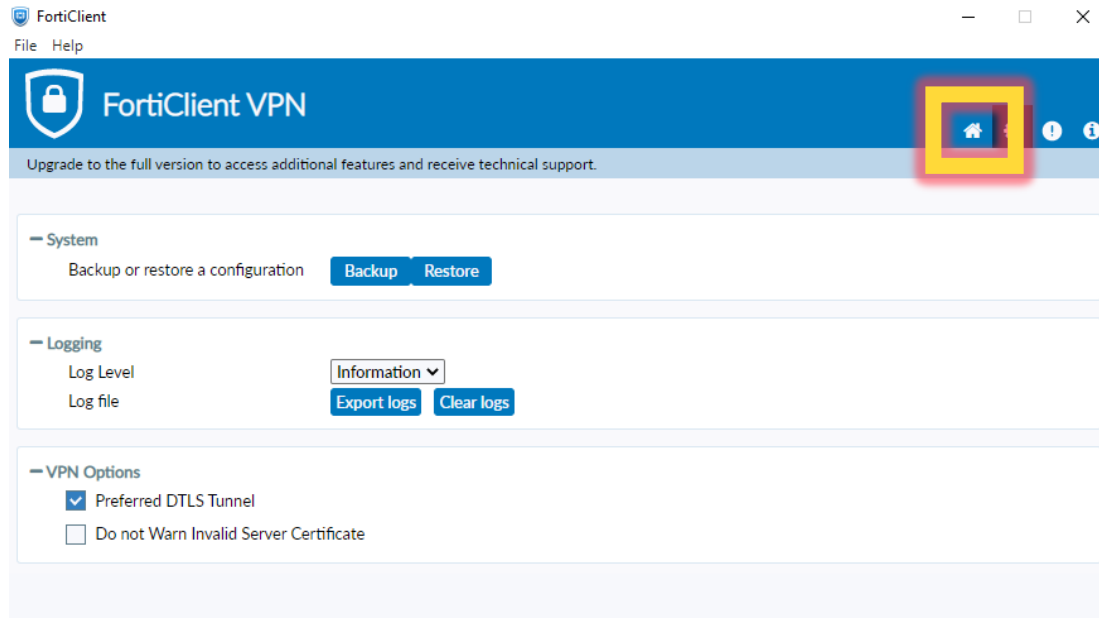 FortiClient
File Help
FortiClient VPN
Upgrade to the full version to access additional features and receive technical support.
System
Backup or restore a configuration Backup Restore
Logging
Log Level Information
Log file Export logs Clear logs
VPN Options
Preferred DTLS Tunnel
Do not Warn Invalid Server Certificate